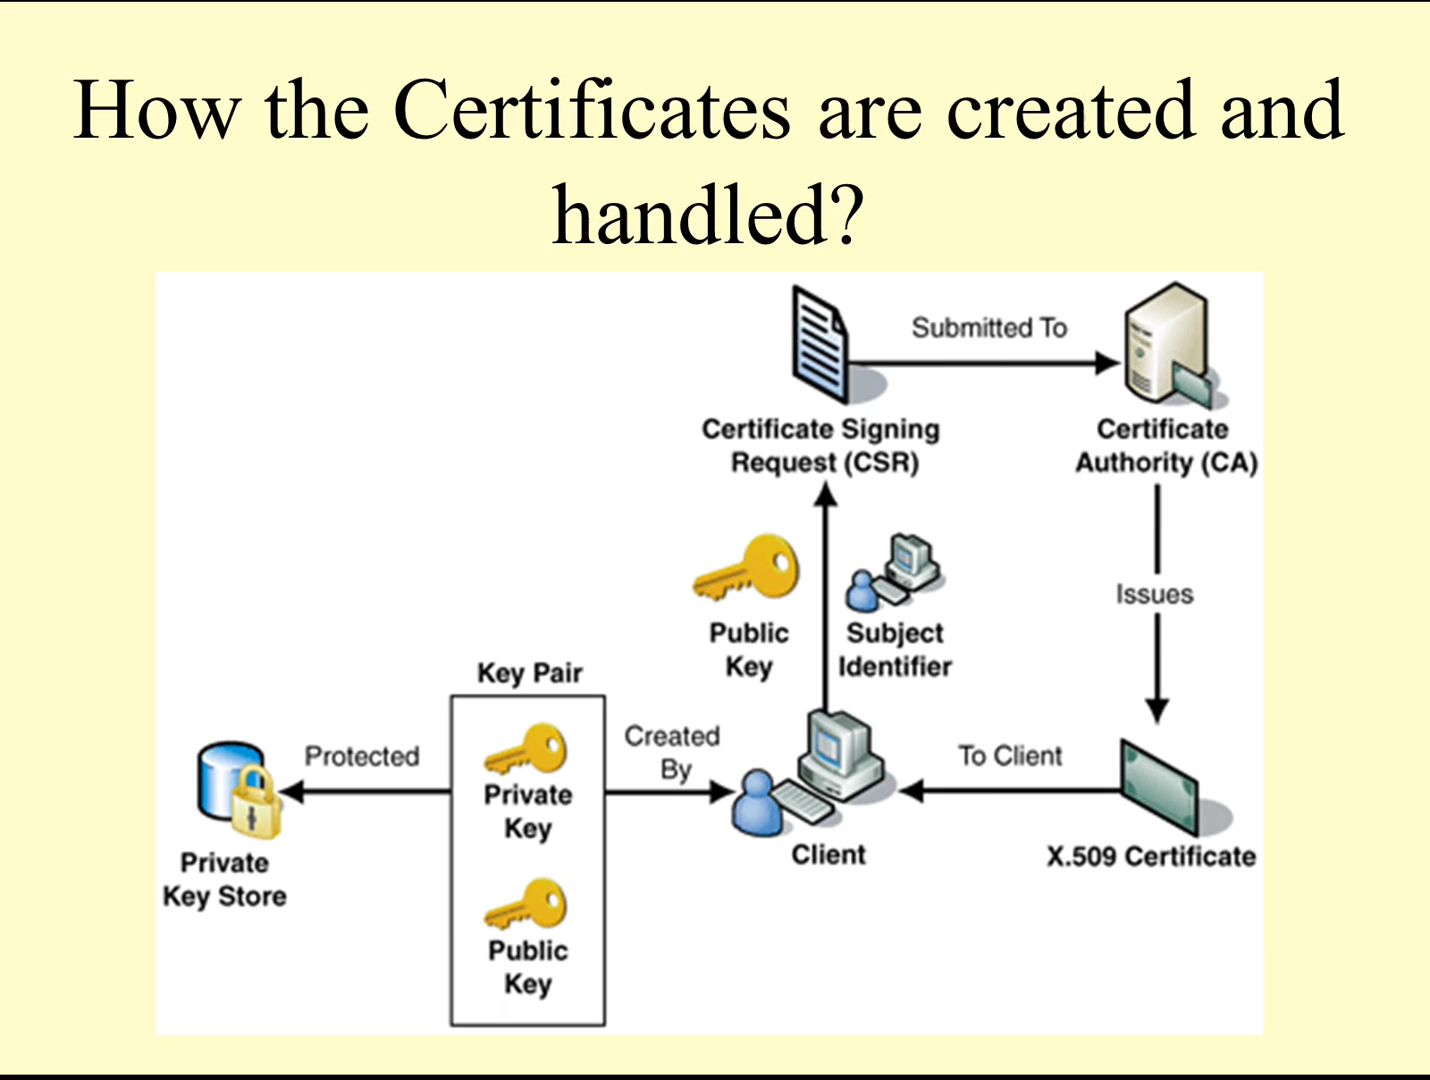 How the Certificates are created and
handled?
Submitted To
Certificate Signing
Request (CSR)
Certificate
Authority (CA)
Public
Key
Subject
Identifier
Issues
Key Pair
Protected
Created
By
To Client
Private
Key
Private
Key Store
Client
X.509 Certificate
Public
Key